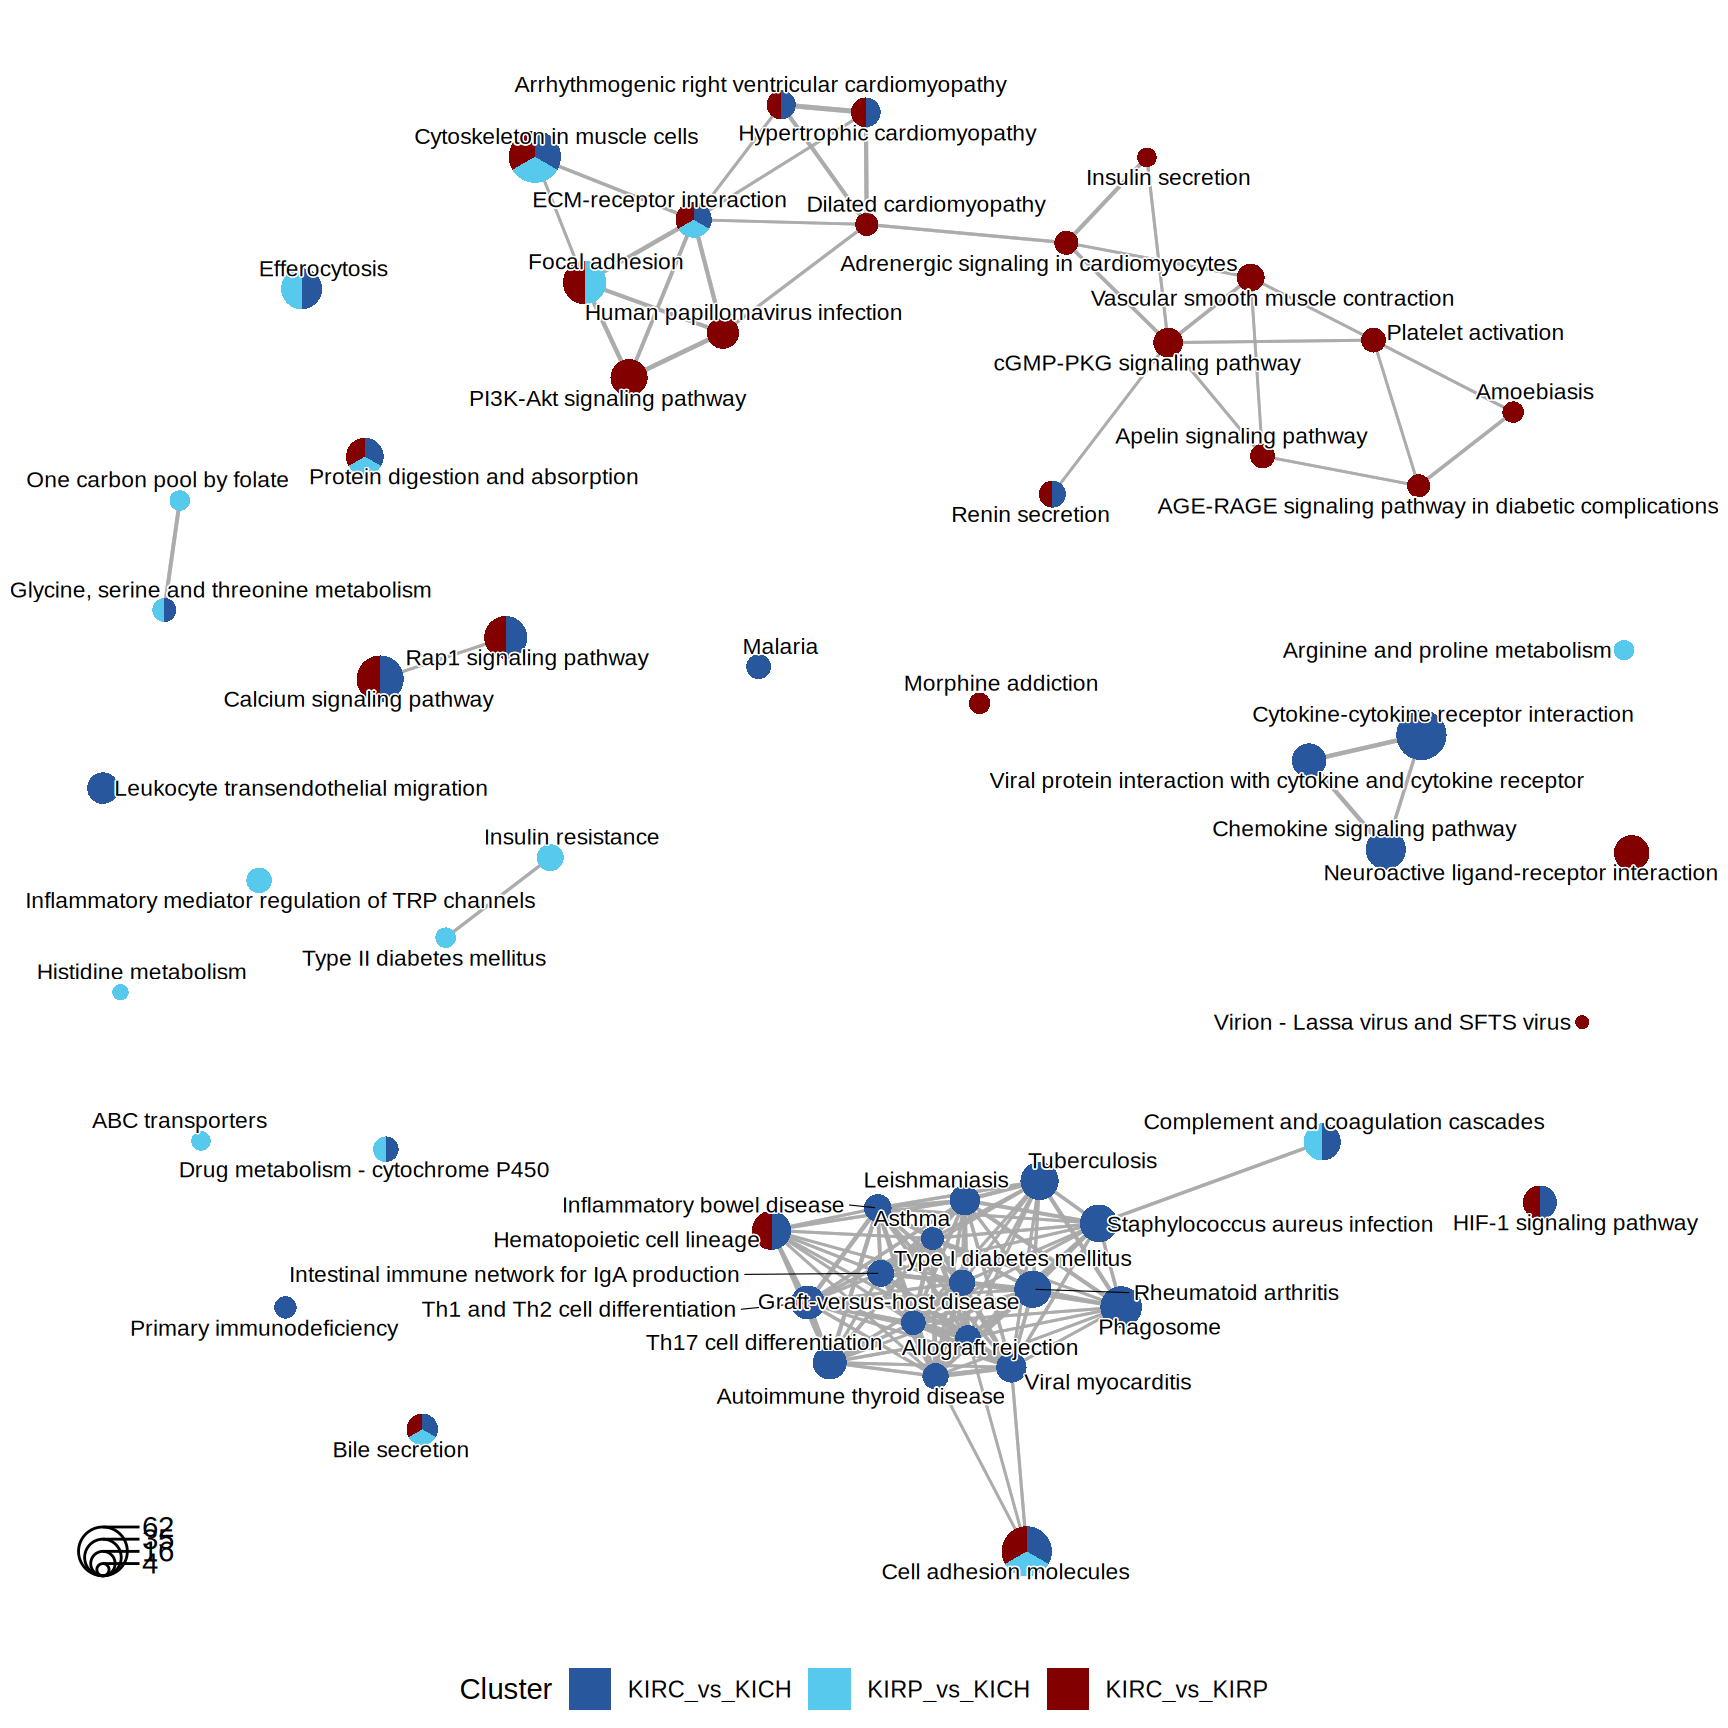 Arrhythmogenic right ventricular cardiomyopathy
Cytoskeleton in muscle cells
Hypertrophic cardiomyopathy
Insulin secretion
ECM-receptor interaction
Dilated cardiomyopathy
Focal adhesion
Adrenergic signaling in cardiomyocytes
Efferocytosis
Vascular smooth muscle contraction
Human papillomavirus infection
Platelet activation
cGMP-PKG signaling pathway
Amoebiasis
PI3K-Akt signaling pathway
Apelin signaling pathway
One carbon pool by folate
Protein digestion and absorption
AGE-RAGE signaling pathway in diabetic complications
Renin secretion
Glycine, serine and threonine metabolism
Malaria
Arginine and proline metabolism
Rap1 signaling pathway
Morphine addiction
Calcium signaling pathway
Cytokine-cytokine receptor interaction
Viral protein interaction with cytokine and cytokine receptor
Leukocyte transendothelial migration
Chemokine signaling pathway
Insulin resistance
Neuroactive ligand-receptor interaction
Inflammatory mediator regulation of TRP channels
Type II diabetes mellitus
Histidine metabolism
Virion - Lassa virus and SFTS virus
ABC transporters
Complement and coagulation cascades
Tuberculosis
Drug metabolism - cytochrome P450
Leishmaniasis
Inflammatory bowel disease
Asthma
Staphylococcus aureus infection
HIF-1 signaling pathway
Hematopoietic cell lineage
Type I diabetes mellitus
Intestinal immune network for IgA production
Rheumatoid arthritis
Graft-versus-host disease
Th1 and Th2 cell differentiation
Primary immunodeficiency
Phagosome
Th17 cell differentiation
Allograft rejection
Viral myocarditis
Autoimmune thyroid disease
Bile secretion
62
35
16
4
Cell adhesion molecules
Cluster KIRC_vs_KICH KIRP_vs_KICH KIRC_vs_KIRP